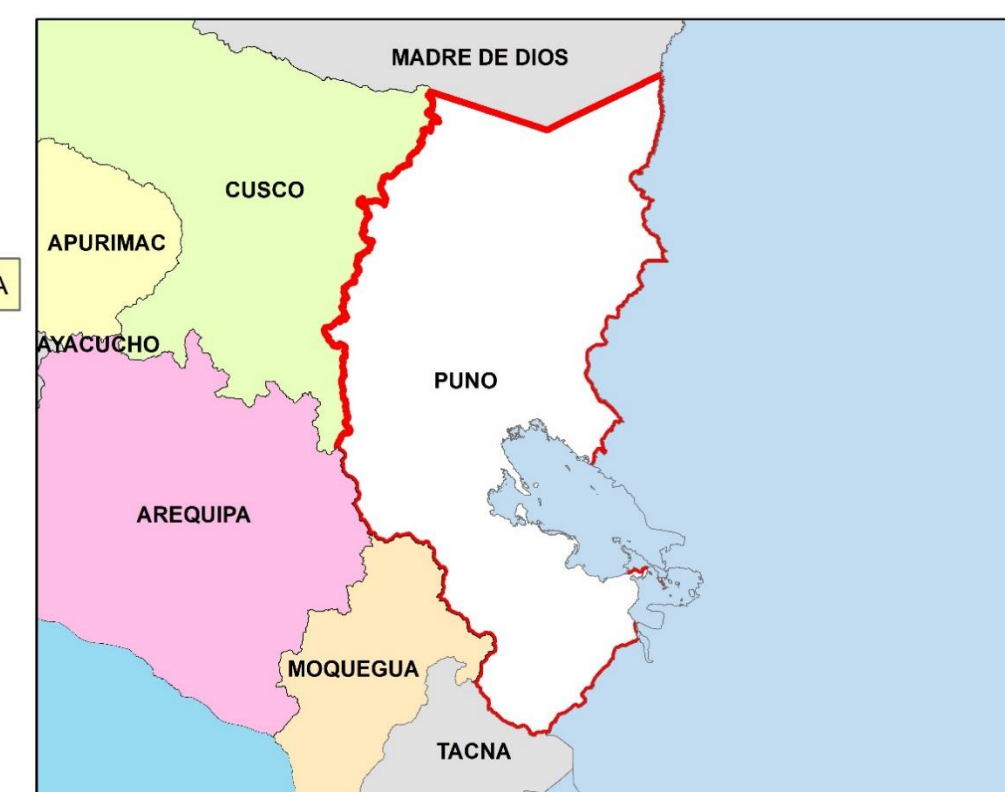 MADRE DE DIOS
CUSCO
APURIMAC
A
AYACUCHO
PUNO
AREQUIPA
MOQUEGUA
TACNA